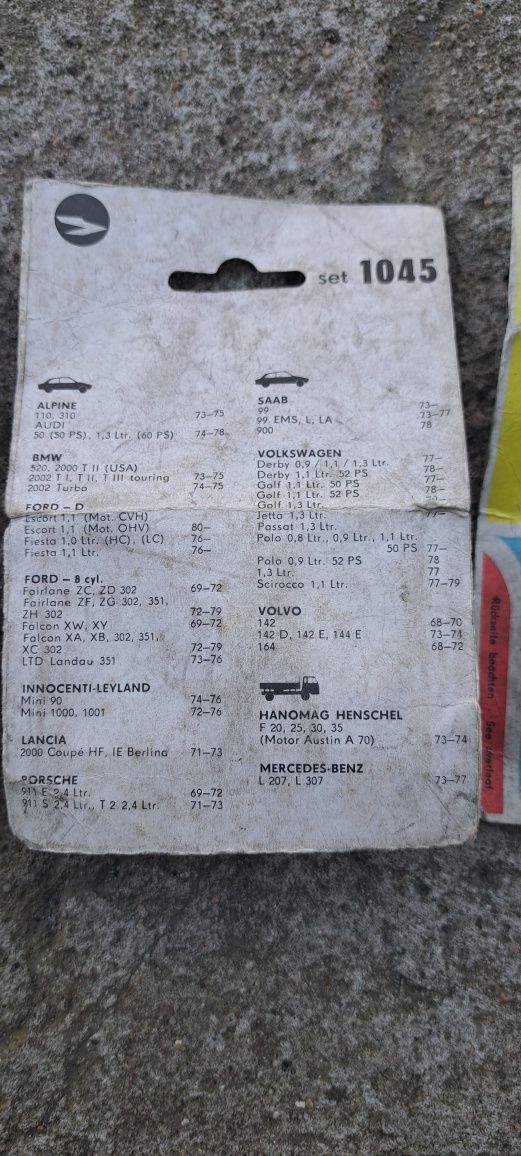 set 1045
ALPINE
110, 310 73-75
AUDI
50 (50 PS), 1,3 Ltr. (60 PS) 74-78
BMW
520, 2000 T II (USA)
2002 T I, T II, T III touring 73-75
2002 Turbo 74-75
FORD - D
Escort 1,1 (Mot. CVH)
Escort 1,1 (Mot. OHV) 80-
Fiesta 1,0 Ltr. (HC), (LC) 76-
Fiesta 1,1 Ltr. 76-
FORD - 8 cyl.
Fairlane ZC, ZD 302 69-72
Fairlane ZF, ZG 302, 351,
ZH 302 72-79
Falcon XW, XY 69-72
Falcon XA, XB, 302, 351,
XC 302 72-79
LTD Landau 351 73-76
INNOCENTI-LEYLAND
Mini 90 74-76
Mini 1000, 1001 72-76
LANCIA
2000 Coupé HF, IE Berlina 71-73
PORSCHE
911 E 2,4 Ltr. 69-72
911 S 2,4 Ltr., T 2 2,4 Ltr. 71-73
SAAB
99 73-
99, EMS, L, LA 73-77
900 78
VOLKSWAGEN
Derby 0,9 / 1,1 / 1,3 Ltr. 77-
Derby 1,1 Ltr. 52 PS 78-
Golf 1,1 Ltr. 50 PS 77-
Golf 1,1 Ltr. 52 PS 78-
Golf 1,3 Ltr.
Jetta 1,3 Ltr. 79-
Passat 1,3 Ltr.
Polo 0,8 Ltr., 0,9 Ltr., 1,1 Ltr.
50 PS 77-
Polo 0,9 Ltr. 52 PS 78
1,3 Ltr. 77
Scirocco 1,1 Ltr. 77-79
VOLVO
142 68-70
142 D, 142 E, 144 E 73-74
164 68-72
HANOMAG HENSCHEL
F 20, 25, 30, 35
(Motor Austin A 70) 73-74
MERCEDES-BENZ
L 207, L 307 73-77
Rückseite beachten See overleaf